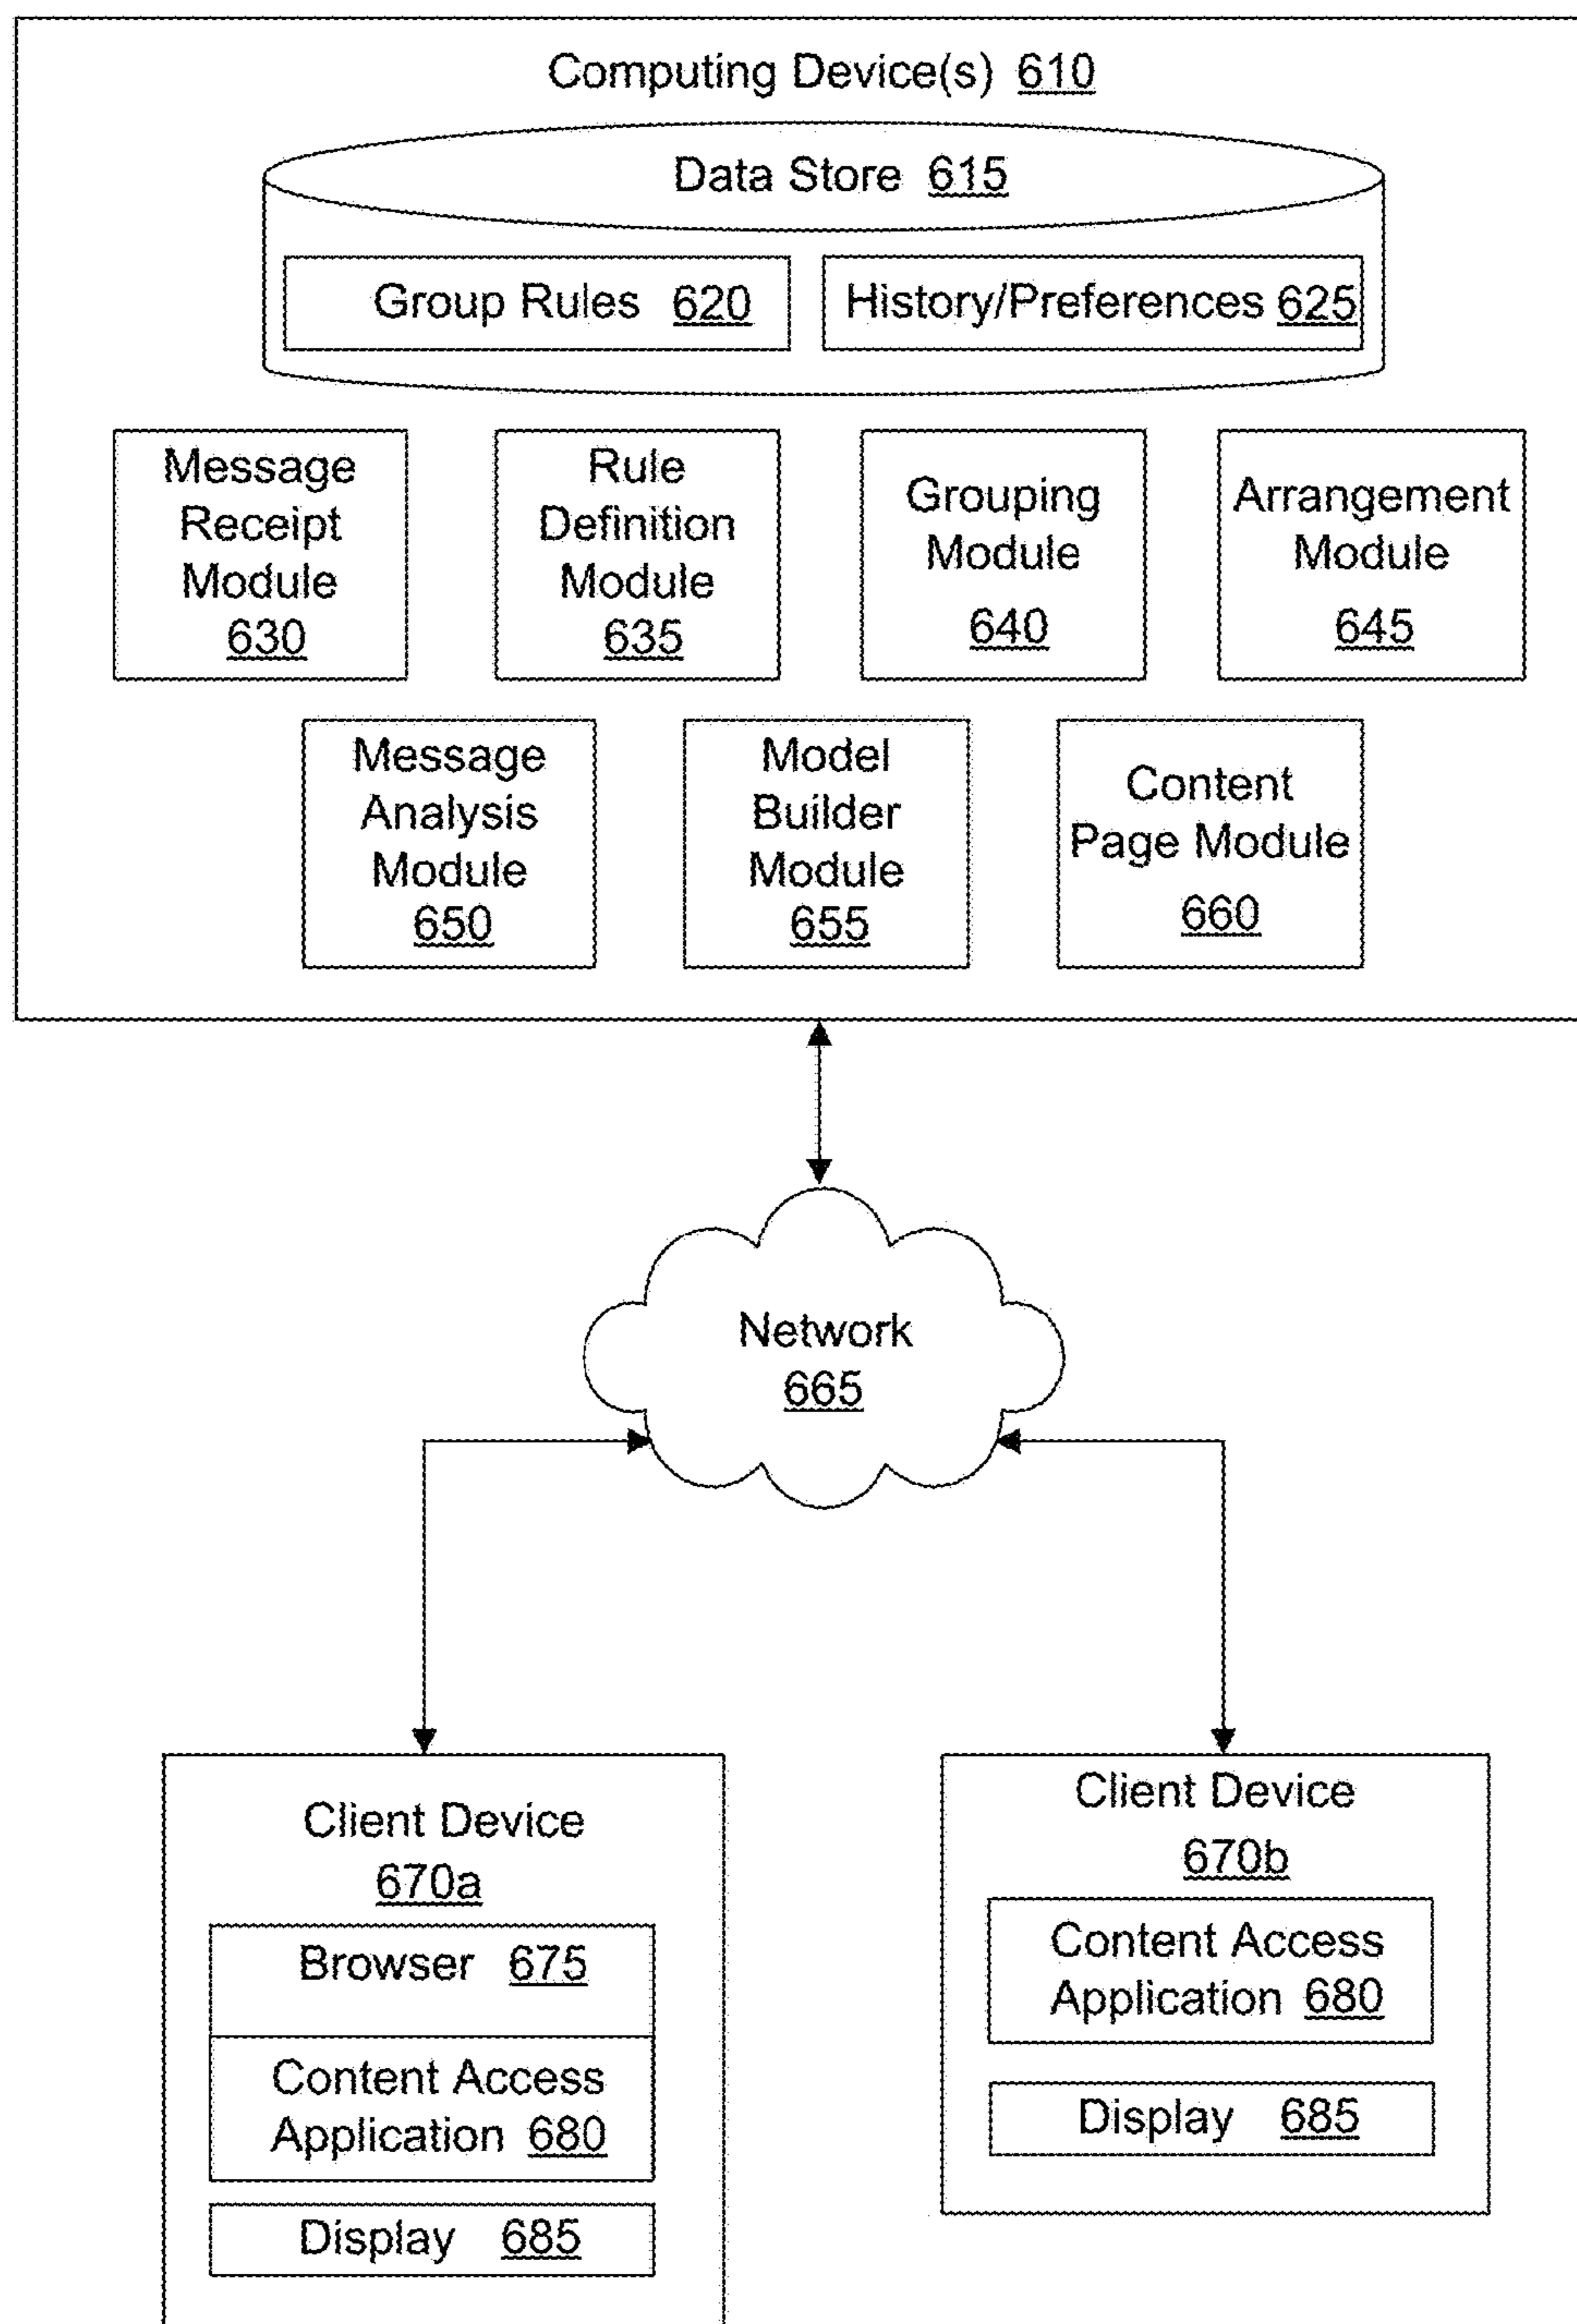 Computing Device(s) 610
Data Store 615
Group Rules 620
History/Preferences 625
Message
Receipt
Module
630
Rule
Definition
Module
635
Grouping
Module
640
Arrangement
Module
645
Message
Analysis
Module
650
Model
Builder
Module
655
Content
Page Module
660
Network
665
Client Device
670a
Browser 675
Content Access
Application 680
Display 685
Client Device
670b
Content Access
Application 680
Display 685